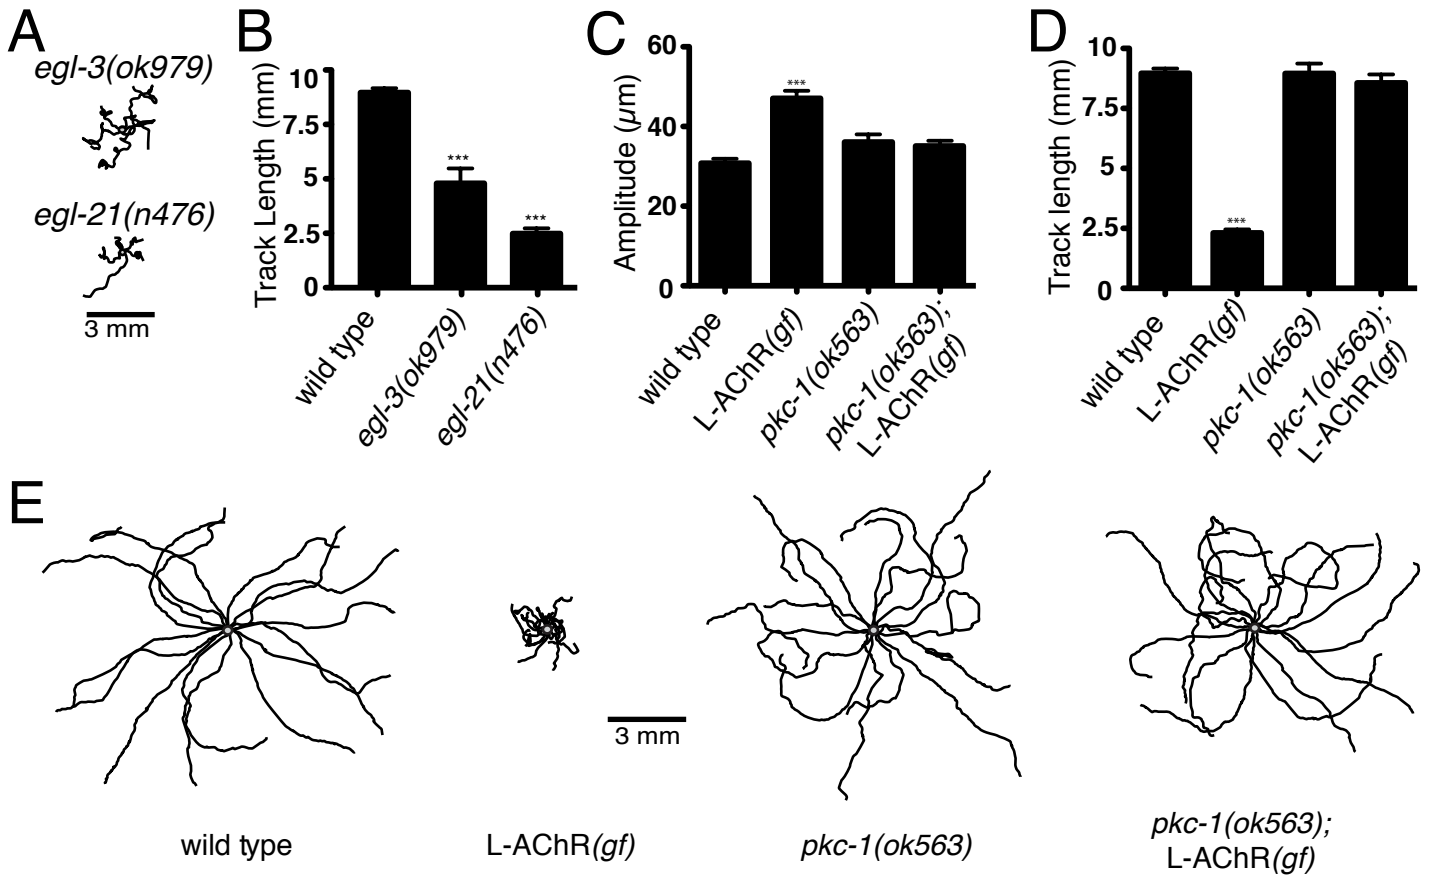 A
egl-3(ok979)
egl-21(n476)
3 mm
B
Track Length (mm)
10
7.5
5
2.5
0
***
***
wild type
egl-3(ok979)
egl-21(n476)
C
Amplitude (µm)
60
40
20
0
***
wild type
L-AChR(gf)
pkc-1(ok563)
pkc-1(ok563);
L-AChR(gf)
D
Track length (mm)
10
7.5
5
2.5
0
***
wild type
L-AChR(gf)
pkc-1(ok563)
pkc-1(ok563);
L-AChR(gf)
E
3 mm
wild type
L-AChR(gf)
pkc-1(ok563)
pkc-1(ok563);
L-AChR(gf)